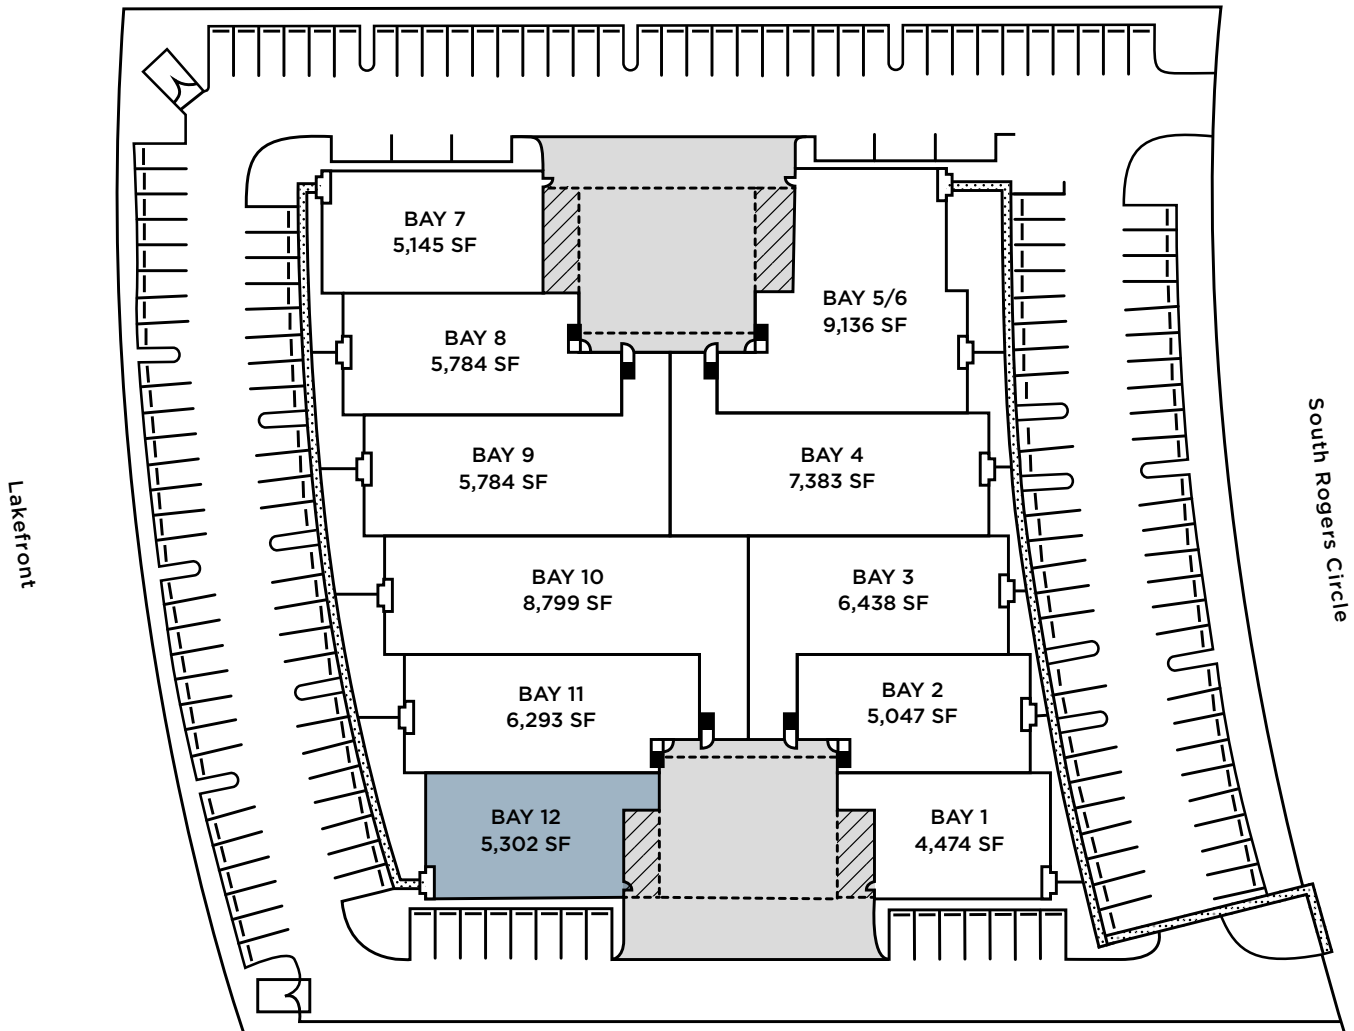 BAY 7
5,145 SF
BAY 5/6
9,136 SF
BAY 8
5,784 SF
BAY 9
5,784 SF
BAY 4
7,383 SF
BAY 10
8,799 SF
BAY 3
6,438 SF
BAY 11
6,293 SF
BAY 2
5,047 SF
BAY 12
5,302 SF
BAY 1
4,474 SF
Lakefront
South Rogers Circle